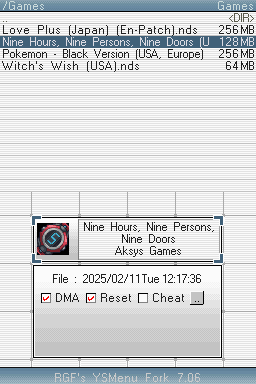 /Games Games
.. <DIR>
Love Plus (Japan) (En-Patch).nds 256MB
Nine Hours, Nine Persons, Nine Doors (U 128MB
Pokemon - Black Version (USA, Europe) 256MB
Witch's Wish (USA).nds 64MB
Nine Hours, Nine Persons,
Nine Doors
Aksys Games
File : 2025/02/11Tue 12:17:36
DMA Reset Cheat ...
RGF's YSMenu Fork 7.06